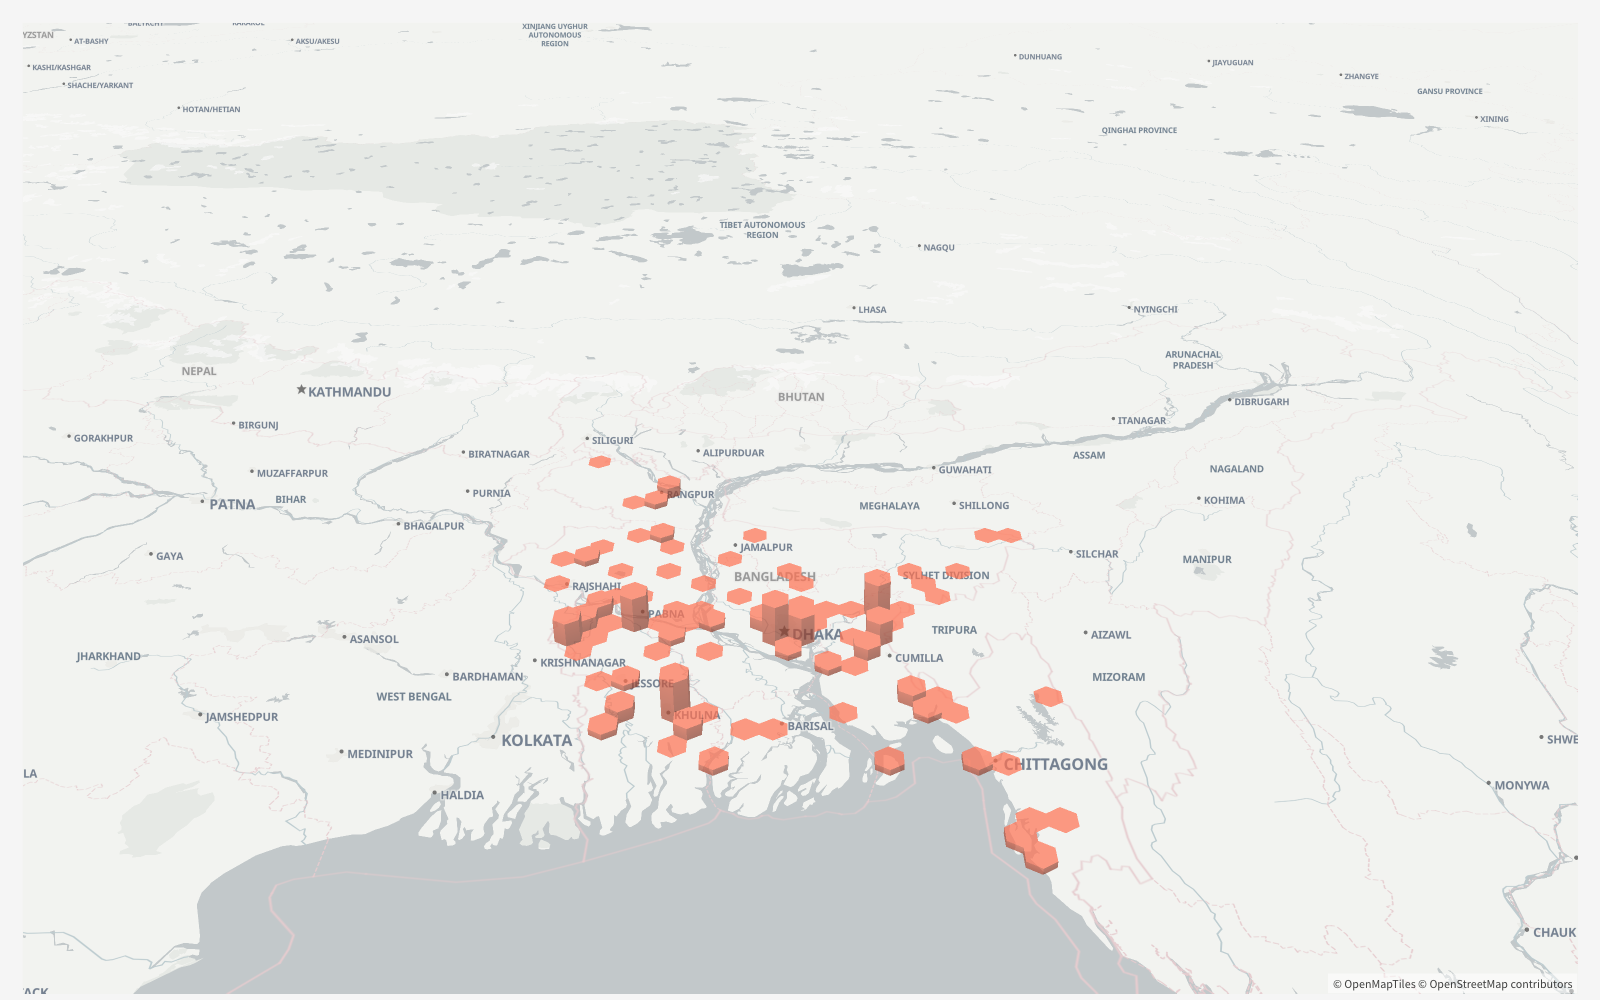 XINJIANG UYGHUR
AUTONOMOUS
REGION
YZSTAN
AT-BASHY
AKSU/AKESU
DUNHUANG
JIAYUGUAN
KASHI/KASHGAR
ZHANGYE
SHACHE/YARKANT
GANSU PROVINCE
HOTAN/HETIAN
XINING
QINGHAI PROVINCE
TIBET AUTONOMOUS
REGION
NAGQU
LHASA
NYINGCHI
ARUNACHAL
PRADESH
NEPAL
KATHMANDU
BHUTAN
DIBRUGARH
ITANAGAR
BIRGUNJ
GORAKHPUR
SILIGURI
BIRATNAGAR
ALIPURDUAR
ASSAM
GUWAHATI
NAGALAND
MUZAFFARPUR
PURNIA
RANGPUR
BIHAR
PATNA
KOHIMA
MEGHALAYA
SHILLONG
BHAGALPUR
JAMALPUR
GAYA
SILCHAR
MANIPUR
BANGLADESH
SYLHET DIVISION
RAJSHAHI
PABNA
DHAKA
TRIPURA
AIZAWL
ASANSOL
JHARKHAND
KRISHNANAGAR
CUMILLA
BARDHAMAN
MIZORAM
JESSORE
WEST BENGAL
JAMSHEDPUR
KHULNA
BARISAL
KOLKATA
SHWE
MEDINIPUR
CHITTAGONG
LA
MONYWA
HALDIA
CHAUK
ACK
© OpenMapTiles © OpenStreetMap contributors